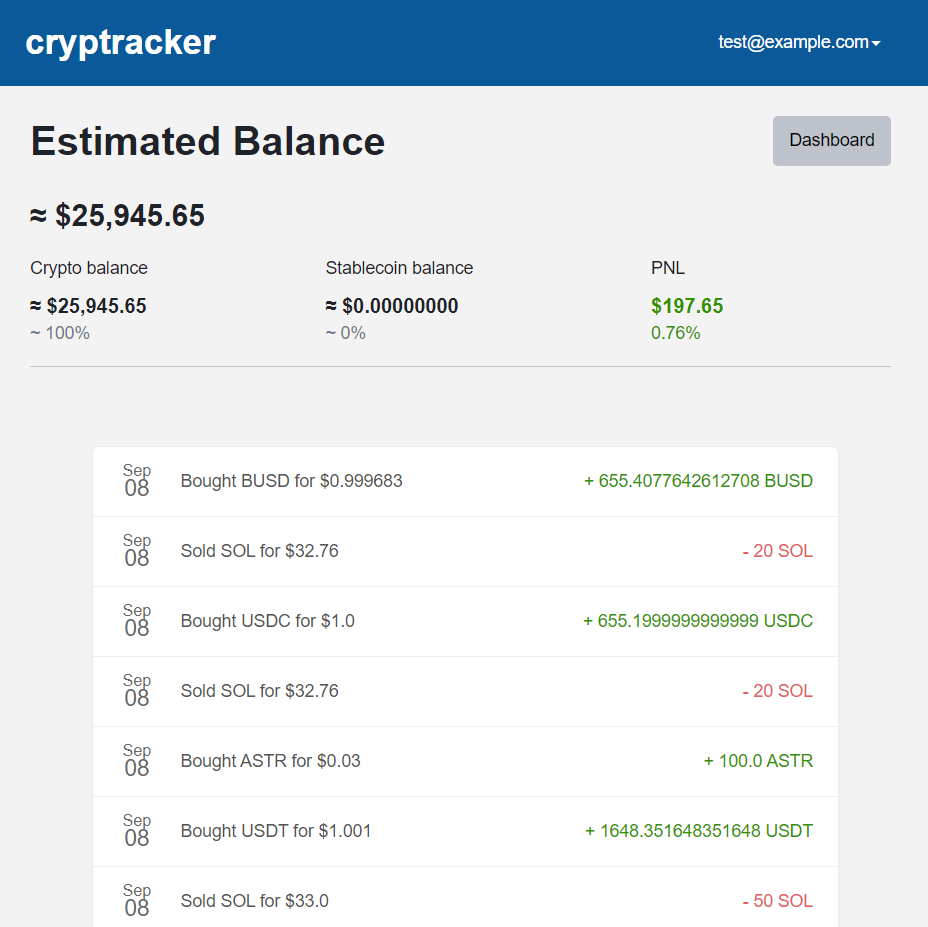 cryptracker
test@example.com
Estimated Balance
Dashboard
≈ $25,945.65
Crypto balance
Stablecoin balance
PNL
≈ $25,945.65
≈ $0.00000000
$197.65
~ 100%
~ 0%
0.76%
Sep
08
Bought BUSD for $0.999683
+ 655.4077642612708 BUSD
Sep
08
Sold SOL for $32.76
- 20 SOL
Sep
08
Bought USDC for $1.0
+ 655.1999999999999 USDC
Sep
08
Sold SOL for $32.76
- 20 SOL
Sep
08
Bought ASTR for $0.03
+ 100.0 ASTR
Sep
08
Bought USDT for $1.001
+ 1648.351648351648 USDT
Sep
08
Sold SOL for $33.0
- 50 SOL